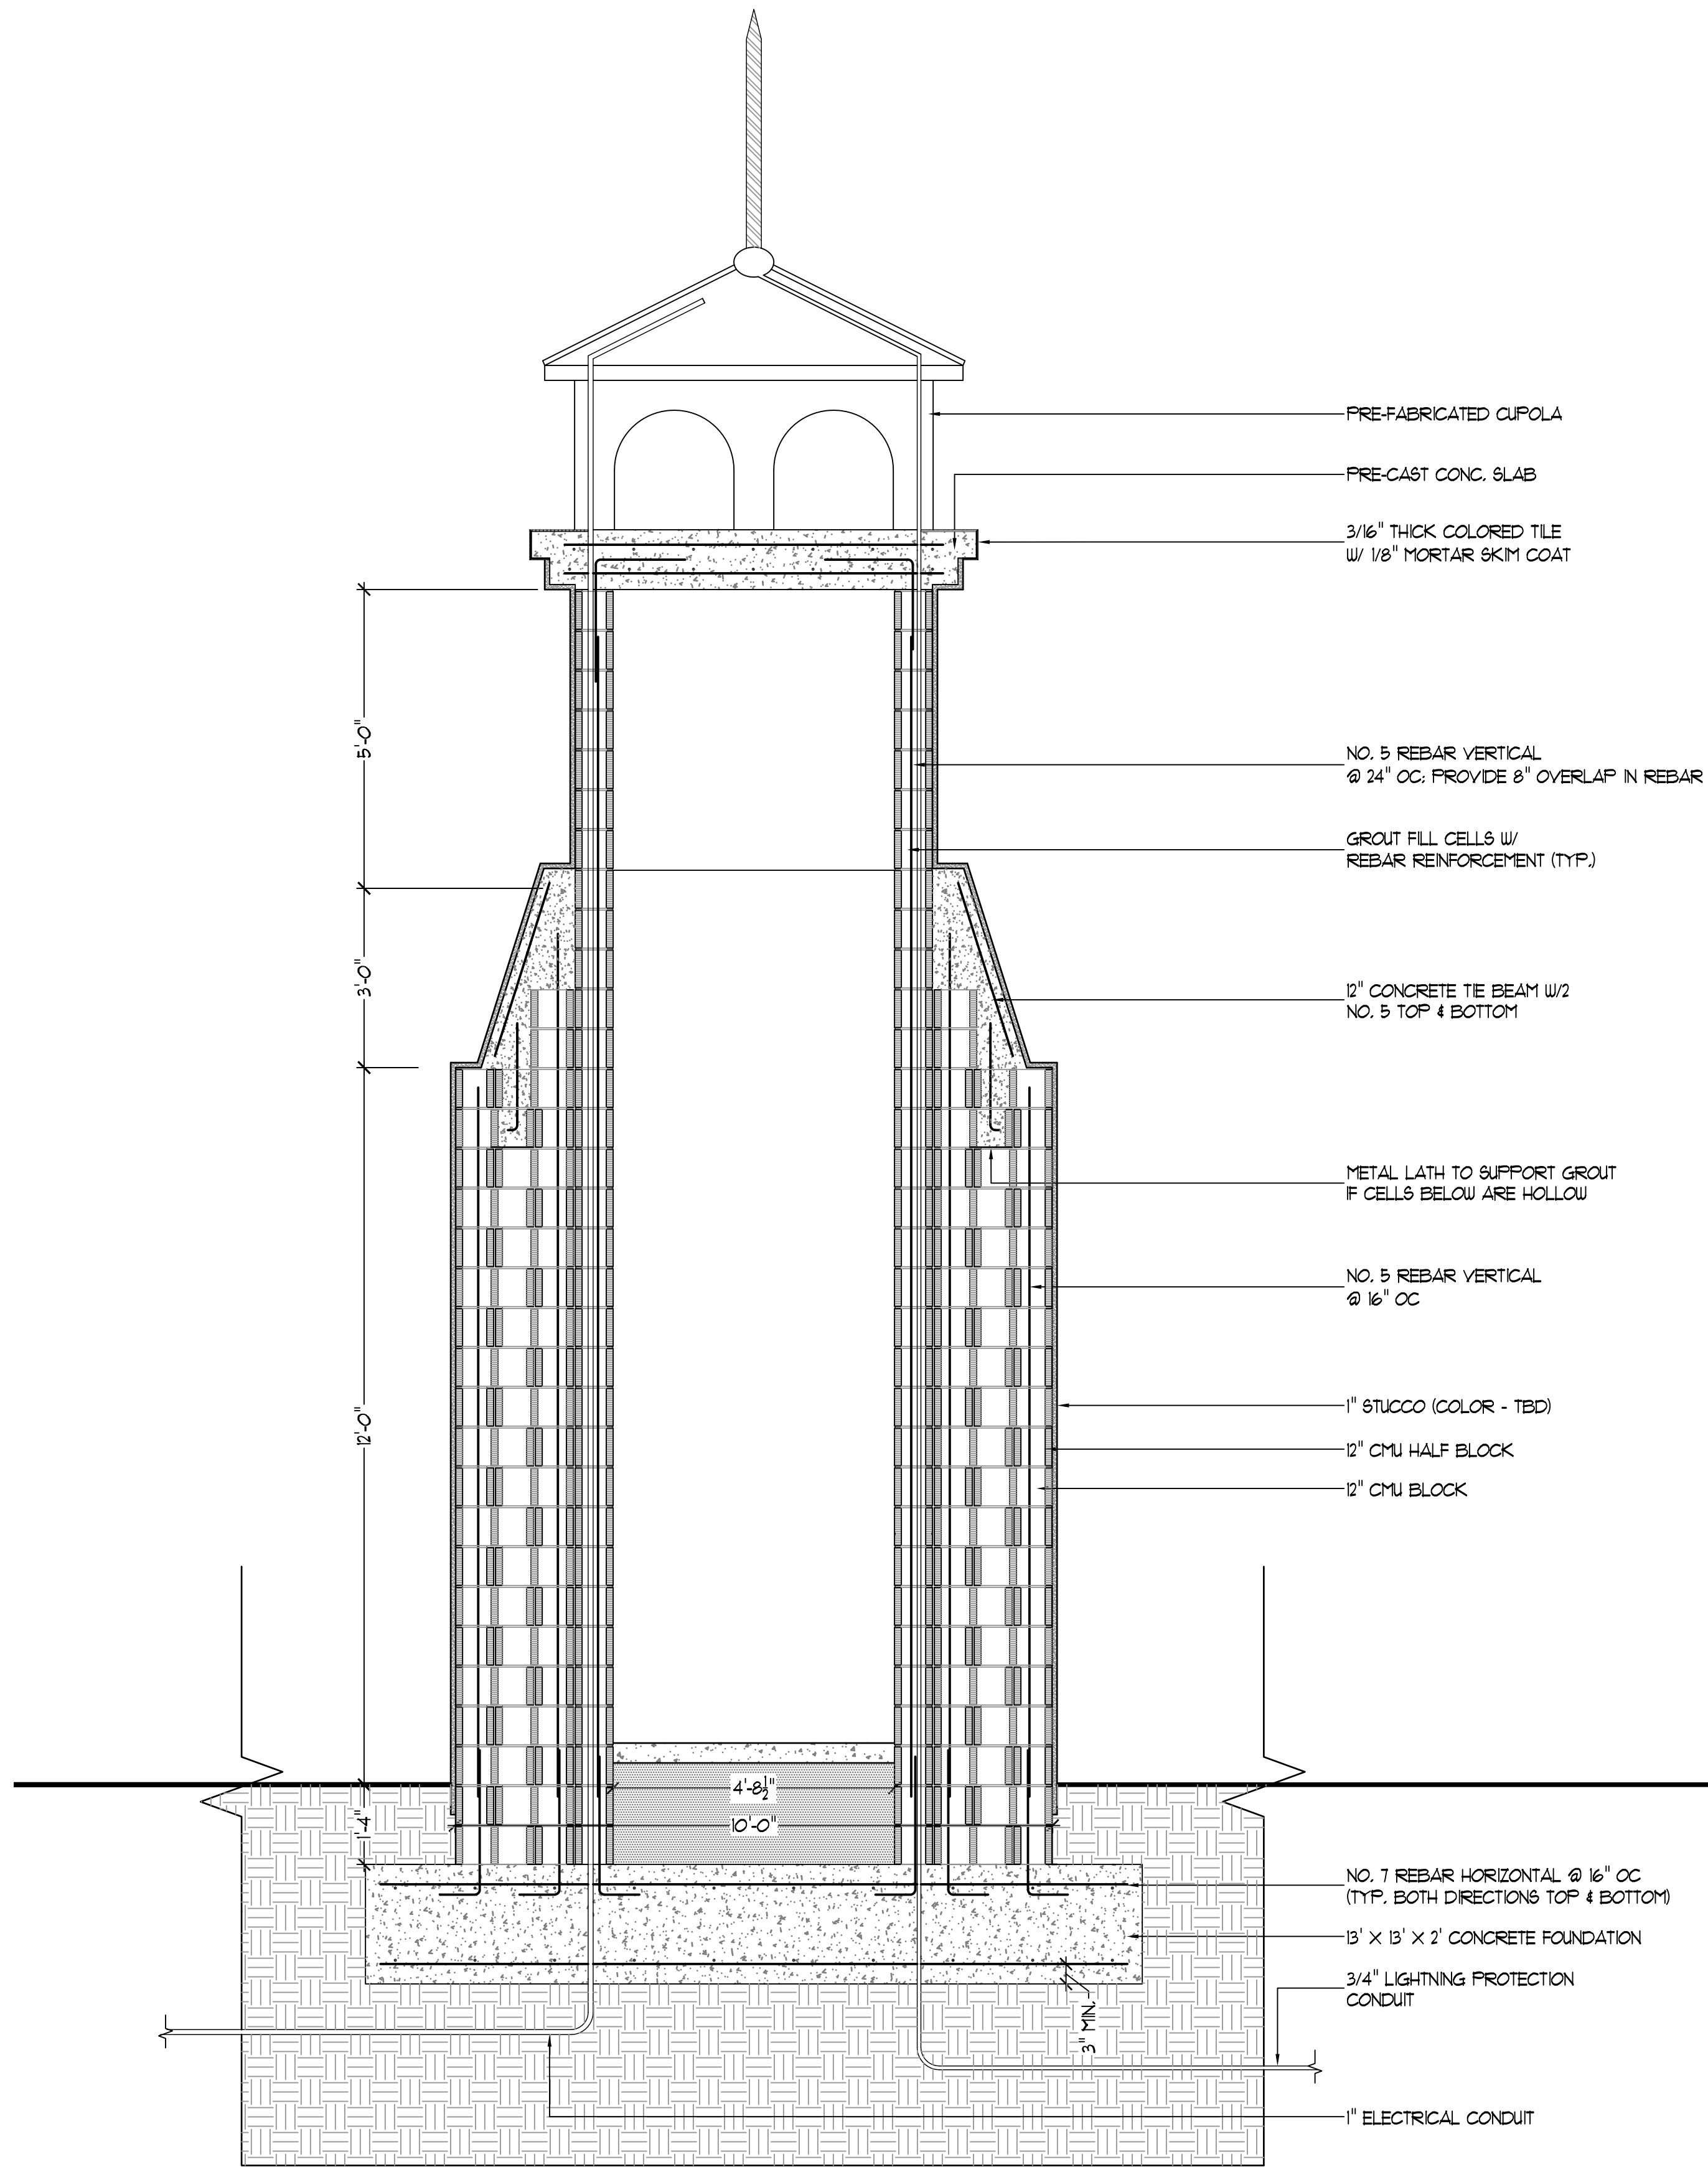 PRE-FABRICATED CUPOLA
PRE-CAST CONC. SLAB
3/16" THICK COLORED TILE
W/ 1/8" MORTAR SKIM COAT
5'-0"
NO. 5 REBAR VERTICAL
@ 24" OC; PROVIDE 8" OVERLAP IN REBAR
GROUT FILL CELLS W/
REBAR REINFORCEMENT (TYP.)
3'-0"
12" CONCRETE TIE BEAM W/2
NO. 5 TOP & BOTTOM
METAL LATH TO SUPPORT GROUT
IF CELLS BELOW ARE HOLLOW
NO. 5 REBAR VERTICAL
@ 16" OC
12'-0"
1" STUCCO (COLOR - TBD)
12" CMU HALF BLOCK
12" CMU BLOCK
4'-8½"
10'-0"
1'-4"
NO. 7 REBAR HORIZONTAL @ 16" OC
(TYP. BOTH DIRECTIONS TOP & BOTTOM)
13' X 13' X 2' CONCRETE FOUNDATION
3/4" LIGHTNING PROTECTION
CONDUIT
3" MIN.
1" ELECTRICAL CONDUIT